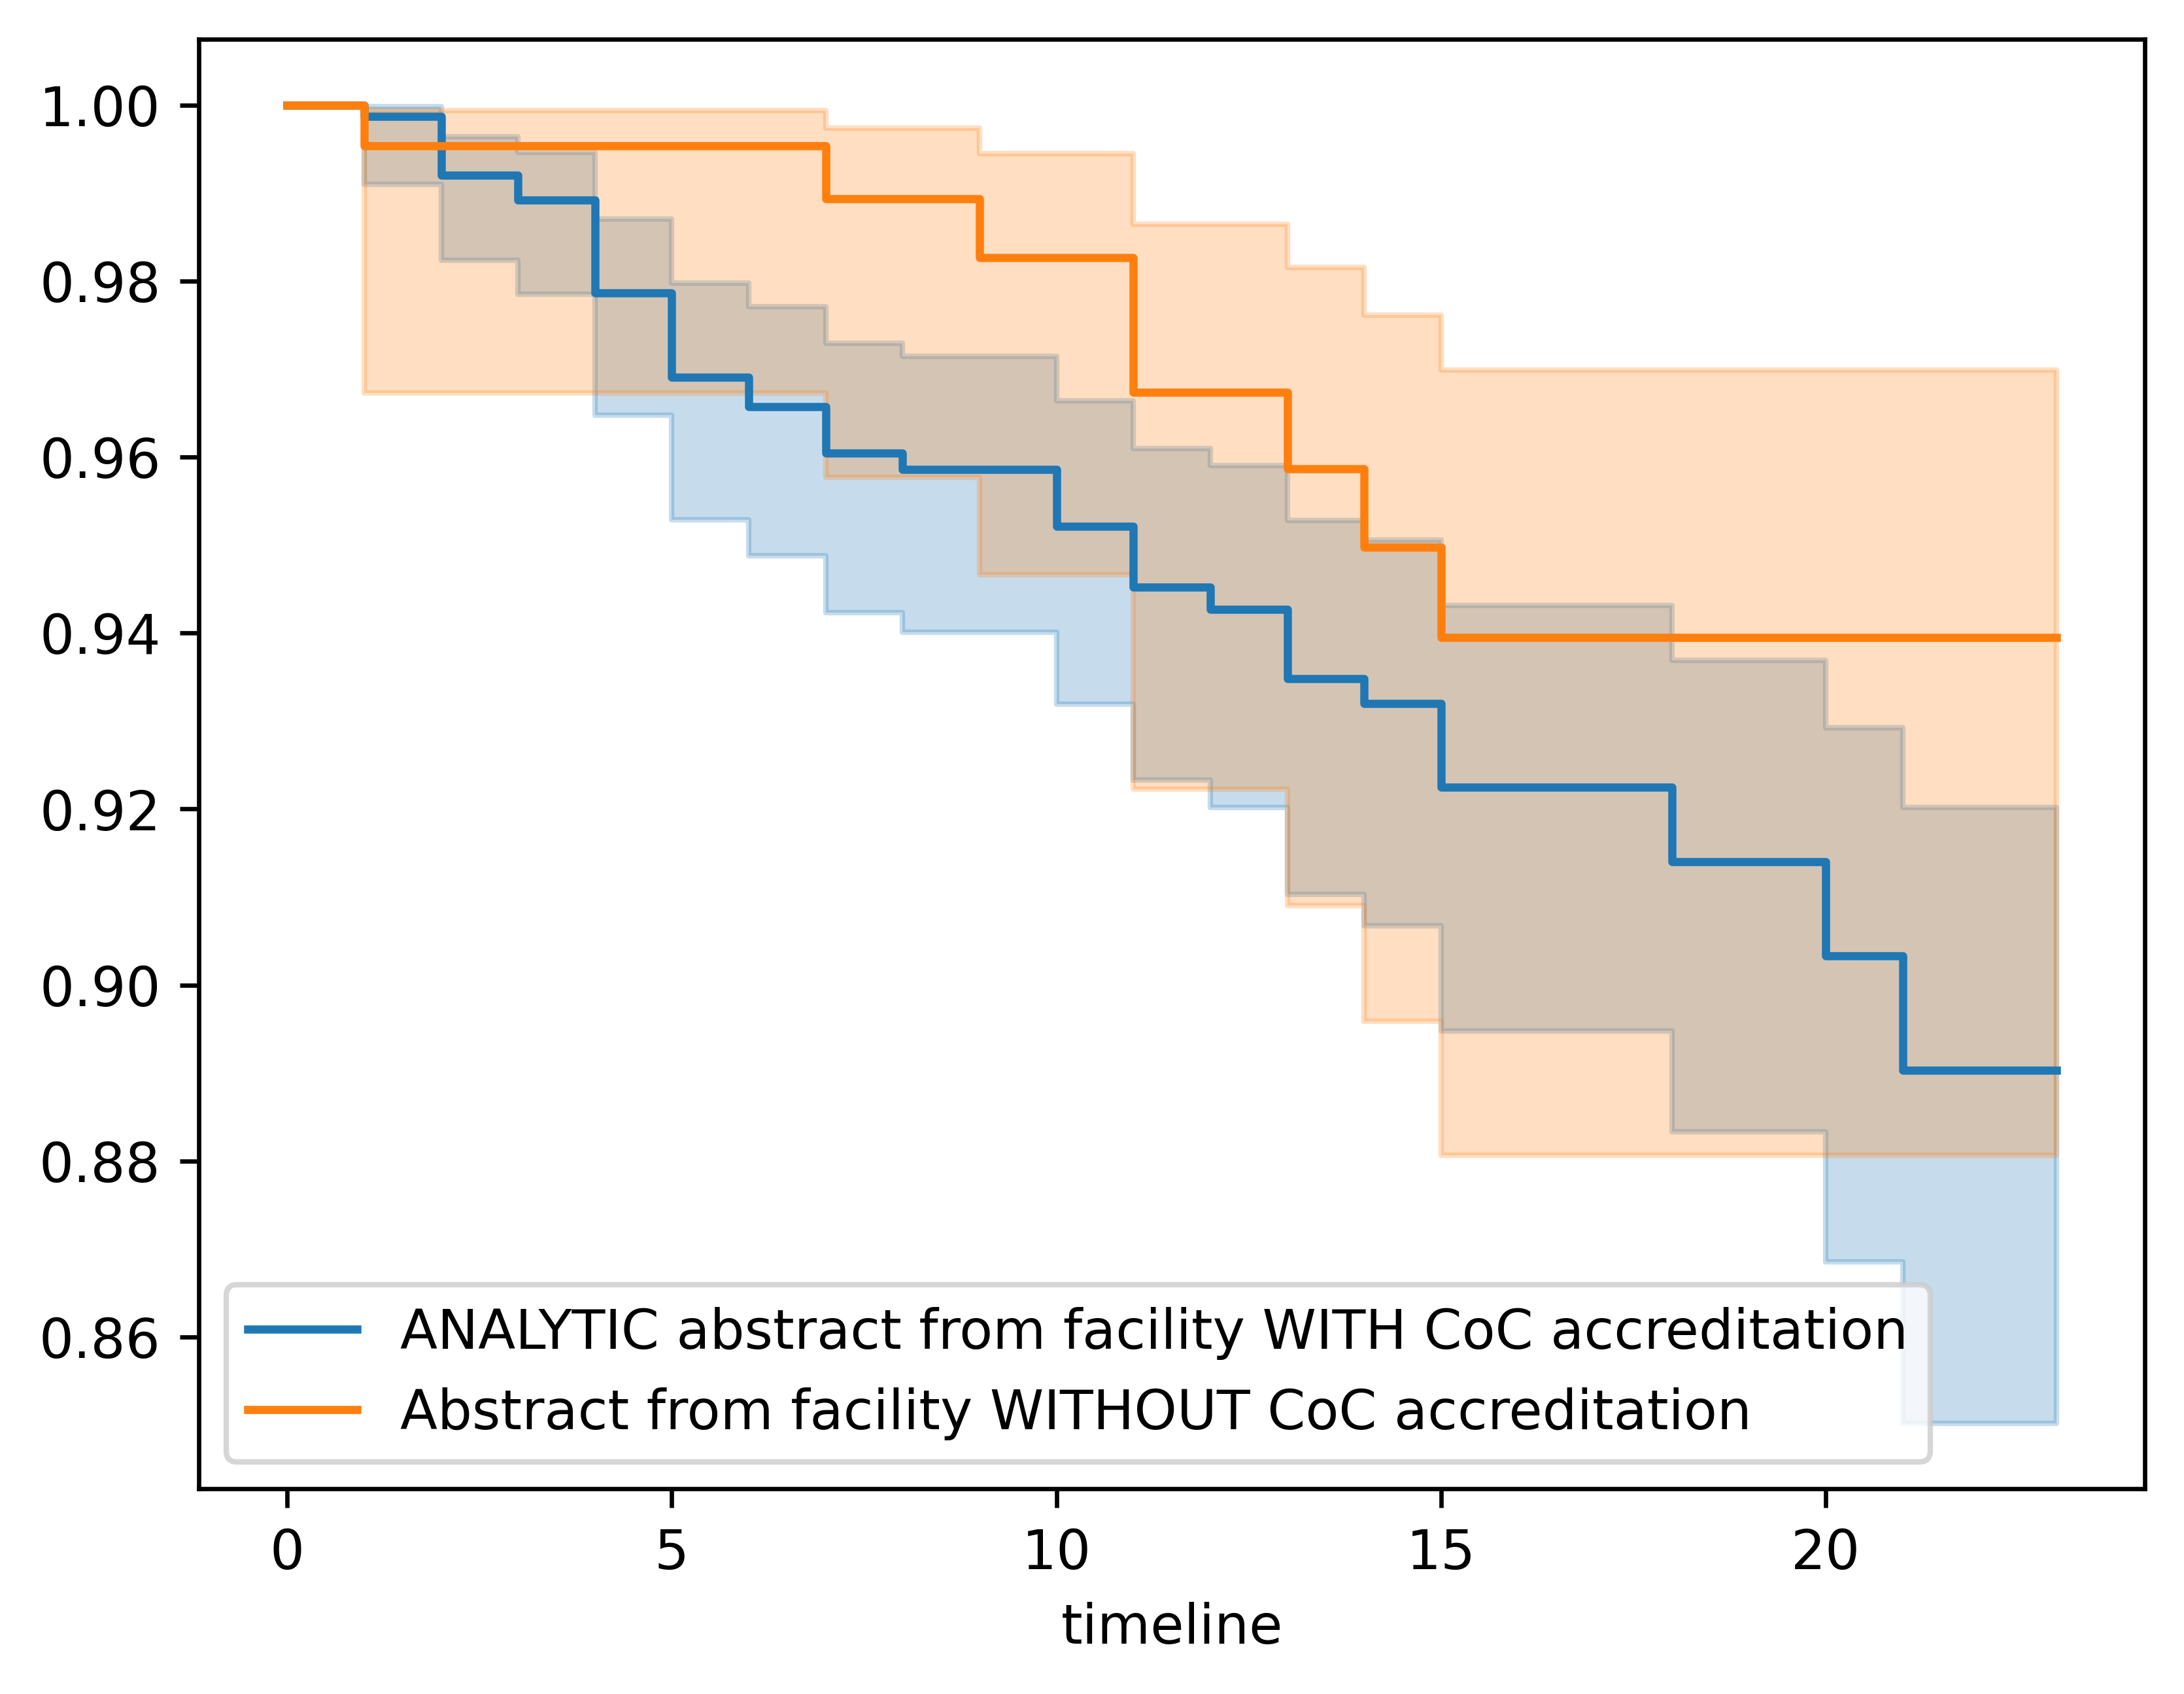 1.00
0.98
0.96
0.94
0.92
0.90
0.88
0.86
ANALYTIC abstract from facility WITH CoC accreditation
Abstract from facility WITHOUT CoC accreditation
0 5 10 15 20
timeline